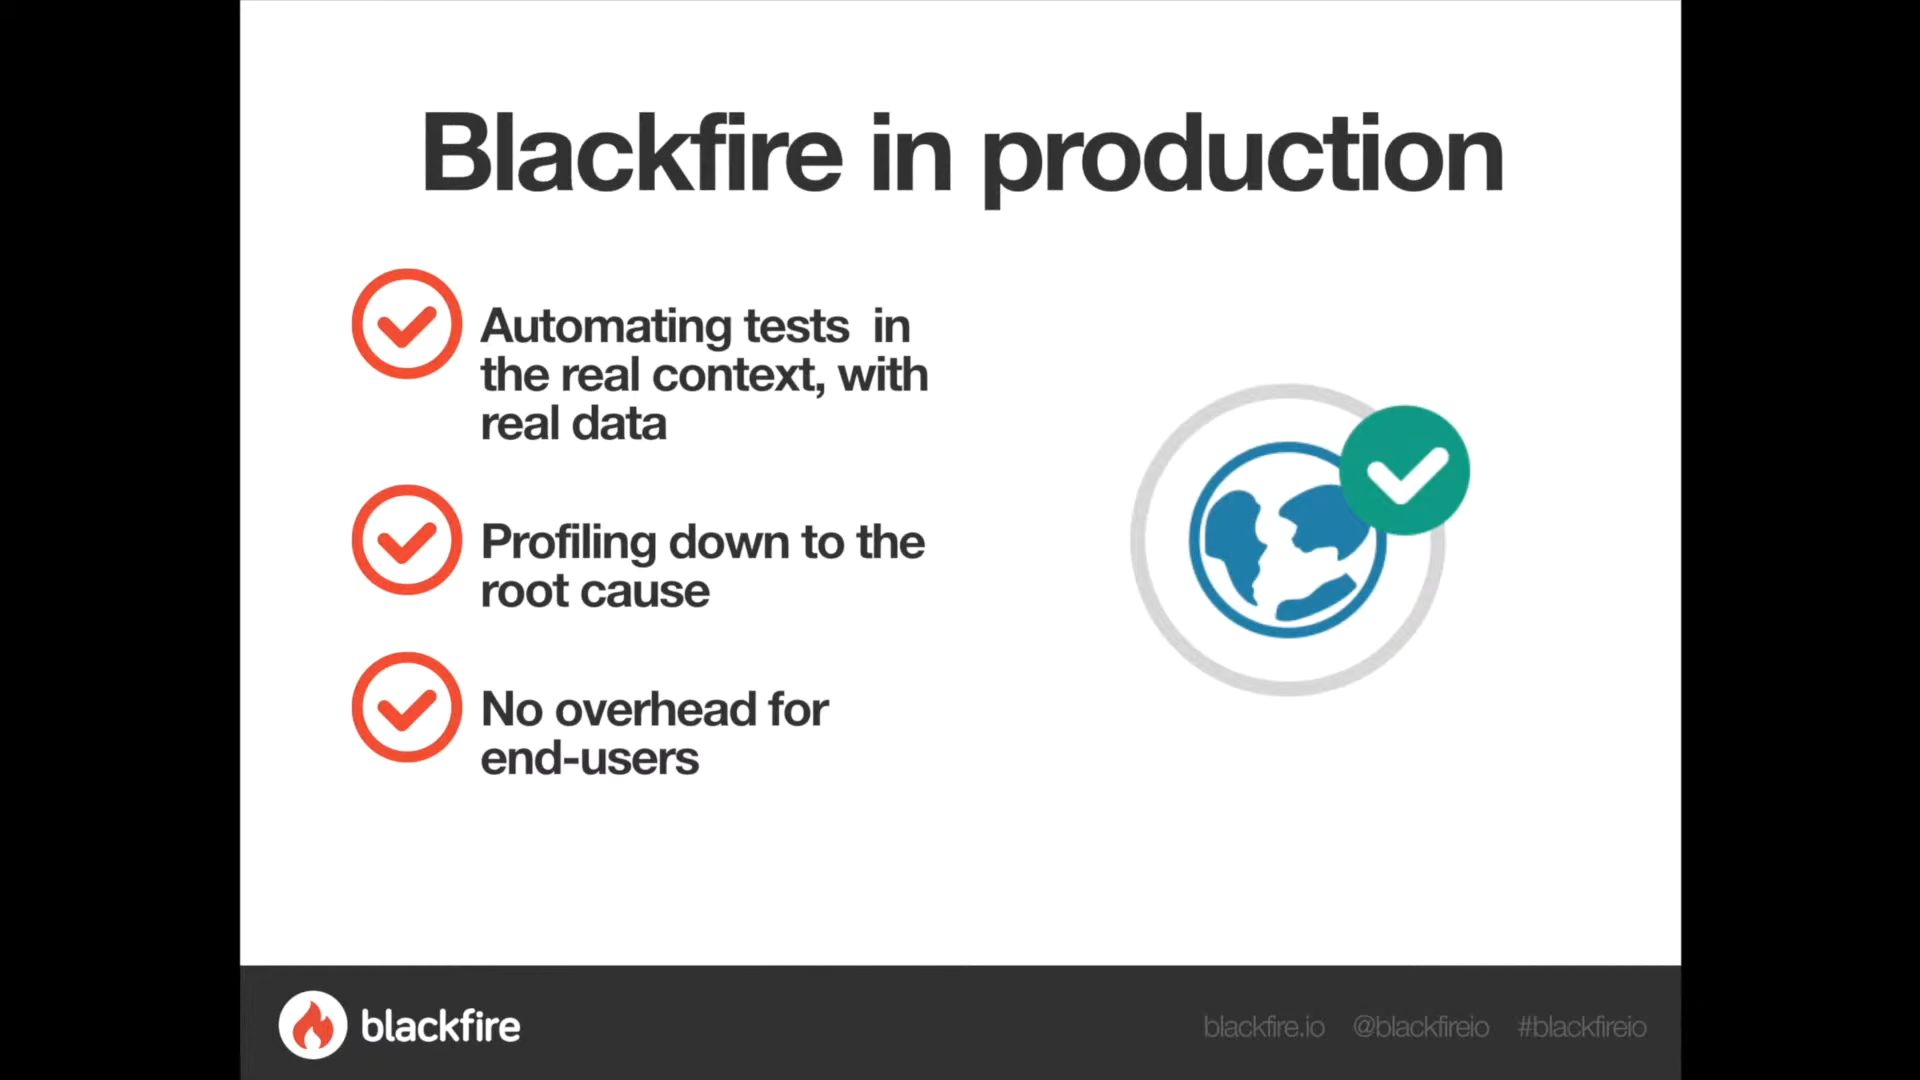 Blackfire in production
Automating tests in
the real context, with
real data
Profiling down to the
root cause
No overhead for
end-users
blackfire
blackfire.io @blackfireio #blackfireio